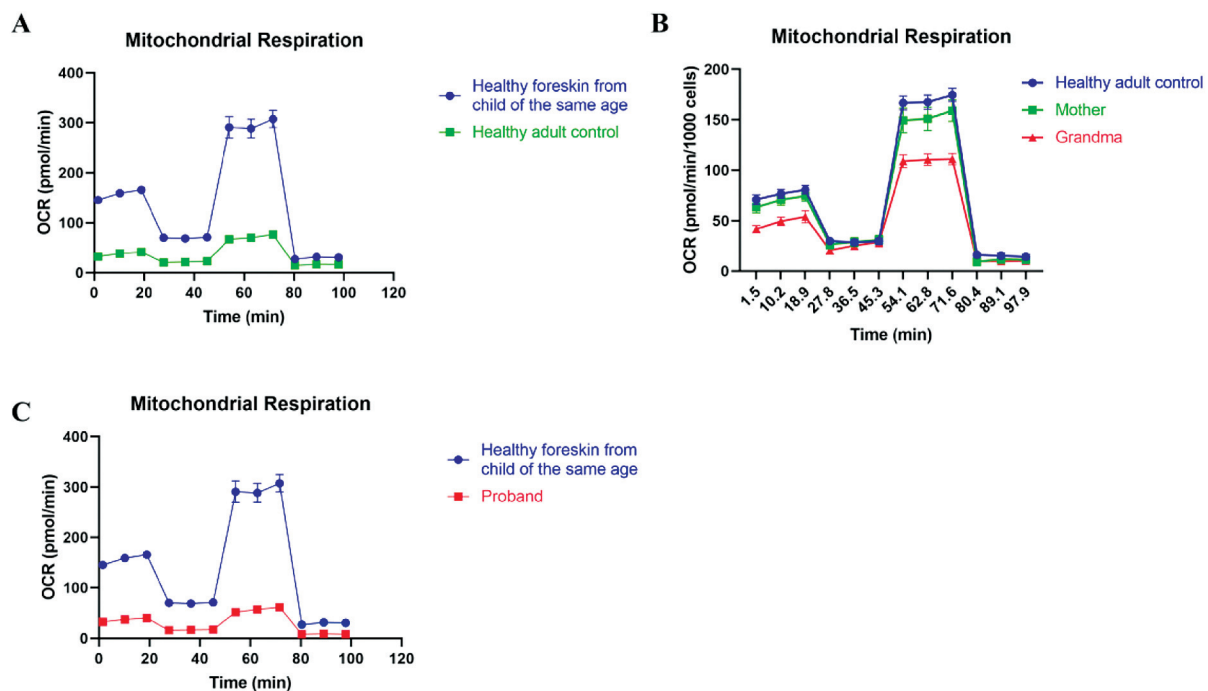 A
Mitochondrial Respiration
400
300
200
100
0
OCR (pmol/min)
0 20 40 60 80 100 120
Time (min)
Healthy foreskin from
child of the same age
Healthy adult control
B
Mitochondrial Respiration
200
150
100
50
0
OCR (pmol/min/1000 cells)
1.5 10.2 18.9 27.8 36.5 45.3 54.1 62.8 71.6 80.4 89.1 97.9
Time (min)
Healthy adult control
Mother
Grandma
C
Mitochondrial Respiration
400
300
200
100
0
OCR (pmol/min)
0 20 40 60 80 100 120
Time (min)
Healthy foreskin from
child of the same age
Proband